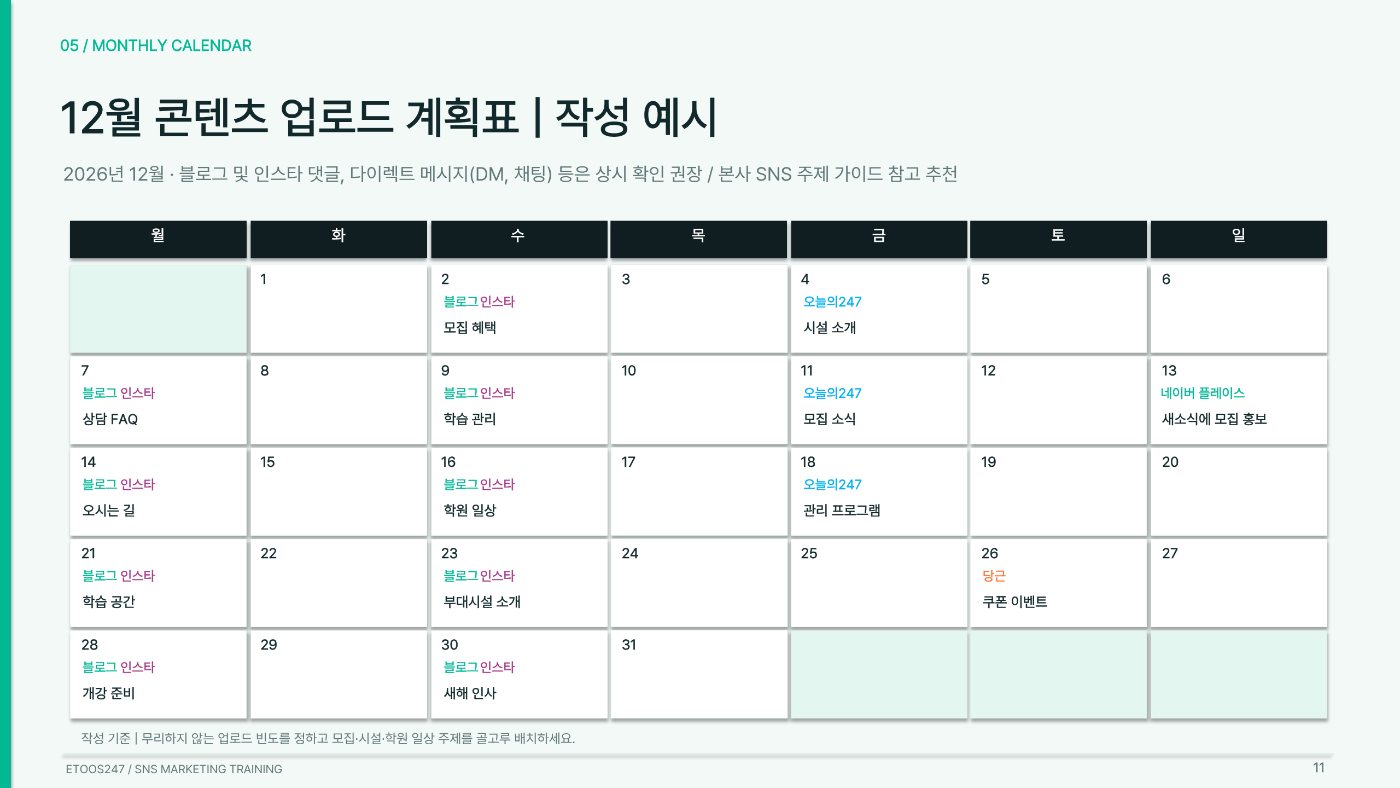 05 / MONTHLY CALENDAR
12월 콘텐츠 업로드 계획표 | 작성 예시
2026년 12월 · 블로그 및 인스타 댓글, 다이렉트 메시지(DM, 채팅) 등은 상시 확인 권장 / 본사 SNS 주제 가이드 참고 추천
월 화 수 목 금 토 일
1 2 3 4 5 6
블로그 인스타 오늘의247
모집 혜택 시설 소개
7 8 9 10 11 12 13
블로그 인스타 블로그 인스타 오늘의247 네이버 플레이스
상담 FAQ 학습 관리 모집 소식 새소식에 모집 홍보
14 15 16 17 18 19 20
블로그 인스타 블로그 인스타 오늘의247
오시는 길 학원 일상 관리 프로그램
21 22 23 24 25 26 27
블로그 인스타 블로그 인스타 당근
학습 공간 부대시설 소개 쿠폰 이벤트
28 29 30 31
블로그 인스타 블로그 인스타
개강 준비 새해 인사
작성 기준 | 무리하지 않는 업로드 빈도를 정하고 모집·시설·학원 일상 주제를 골고루 배치하세요.
ETOOS247 / SNS MARKETING TRAINING 11